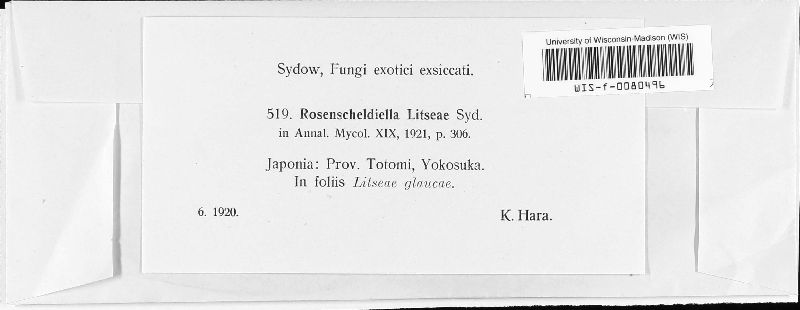 University of Wisconsin-Madison (WIS)
WIS-f-0080496
Sydow, Fungi exotici exsiccati.
519. Rosenscheldiella Litseae Syd.
in Annal. Mycol. XIX, 1921, p. 306.
Japonia: Prov. Totomi, Yokosuka.
In foliis Litseae glaucae.
6. 1920.
K. Hara.